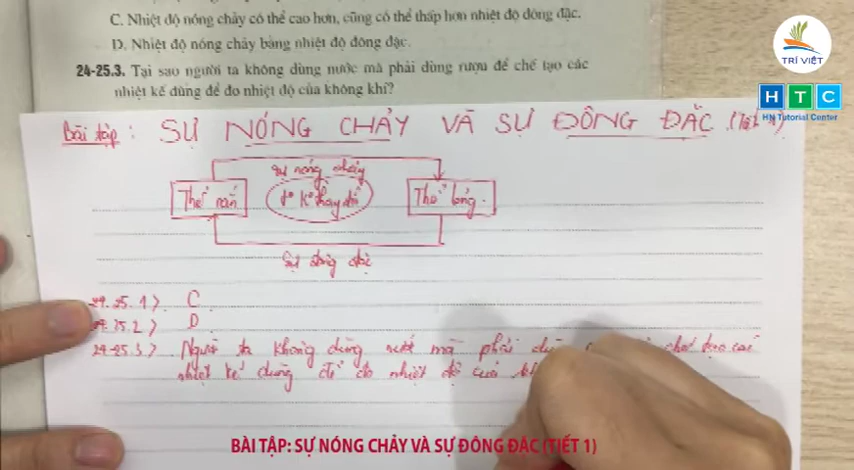 C. Nhiệt độ nóng chảy có thể cao hơn, cũng có thể thấp hơn nhiệt độ đông đặc.
D. Nhiệt độ nóng chảy bằng nhiệt độ đông đặc.
24-25.3. Tại sao người ta không dùng nước mà phải dùng rượu để chế tạo các
nhiệt kế dùng để đo nhiệt độ của không khí?
TRÍ VIỆT
HTC
HN Tutorial Center
Bài tập: SỰ NÓNG CHẢY VÀ SỰ ĐÔNG ĐẶC (Tiết 1)
Sự nóng chảy
Thể rắn
t° k° thay đổi
Thể lỏng.
Sự đông đặc
24.25.1) C
24.25.2) D
24-25.3) Người ta không dùng nước mà phải chế tạo các
nhiệt kế dùng để đo nhiệt độ của
BÀI TẬP: SỰ NÓNG CHẢY VÀ SỰ ĐÔNG ĐẶC (TIẾT 1)